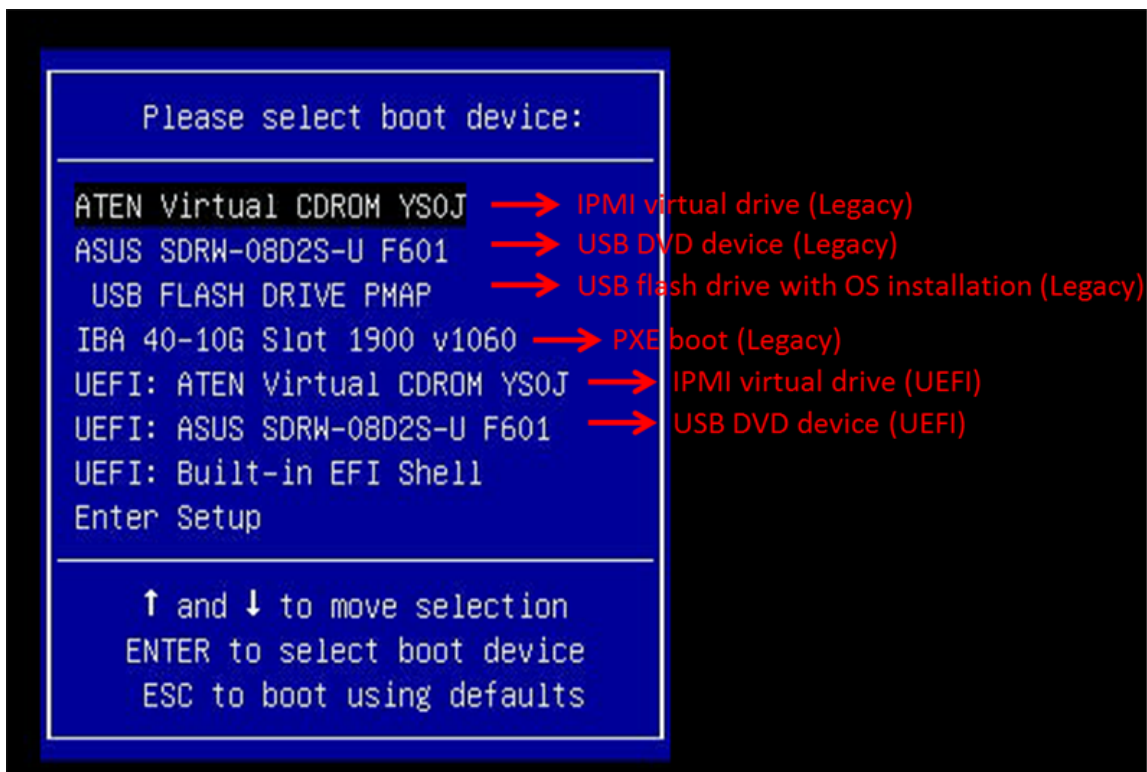 Please select boot device:
ATEN Virtual CDROM YS0J IPMI virtual drive (Legacy)
ASUS SDRW-08D2S-U F601 USB DVD device (Legacy)
USB FLASH DRIVE PMAP USB flash drive with OS installation (Legacy)
IBA 40-10G Slot 1900 v1060 PXE boot (Legacy)
UEFI: ATEN Virtual CDROM YS0J IPMI virtual drive (UEFI)
UEFI: ASUS SDRW-08D2S-U F601 USB DVD device (UEFI)
UEFI: Built-in EFI Shell
Enter Setup
↑ and ↓ to move selection
ENTER to select boot device
ESC to boot using defaults